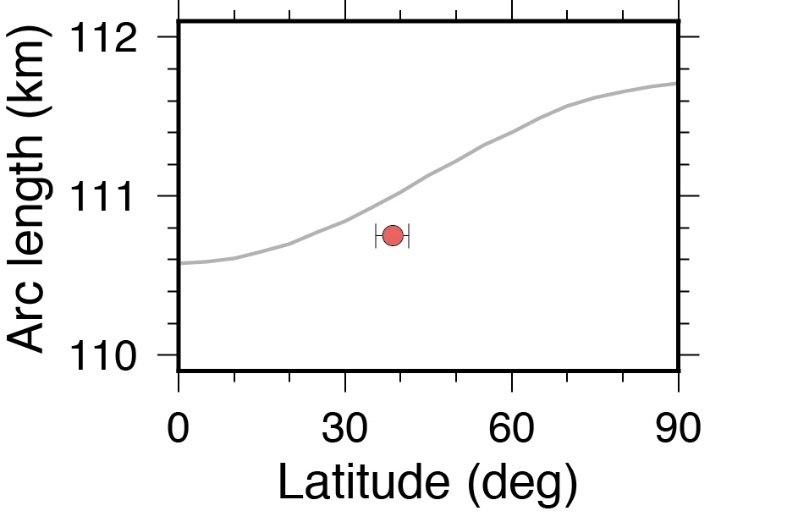 112
111
110
Arc length (km)
0 30 60 90
Latitude (deg)